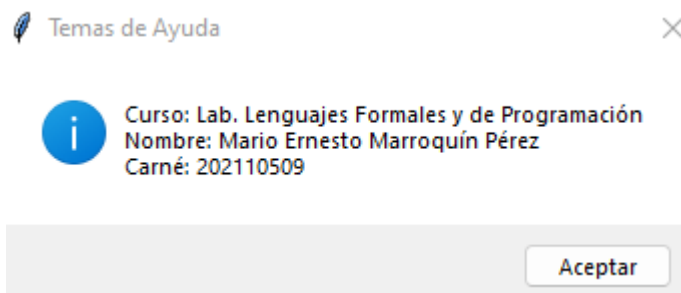 Temas de Ayuda
Curso: Lab. Lenguajes Formales y de Programación
Nombre: Mario Ernesto Marroquín Pérez
Carné: 202110509
Aceptar